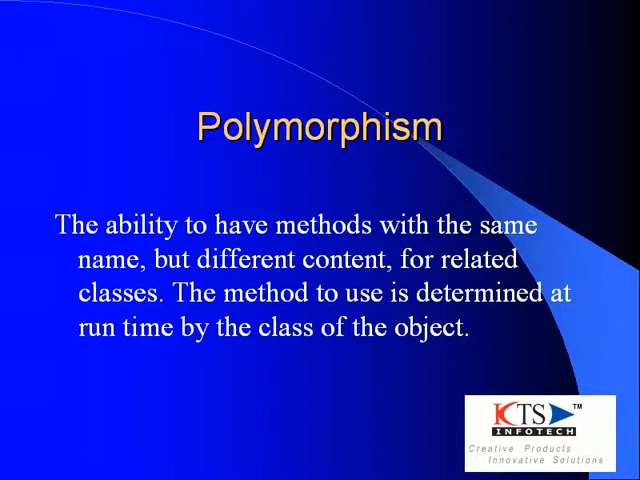 Polymorphism
The ability to have methods with the same
name, but different content, for related
classes. The method to use is determined at
run time by the class of the object.
KTS TM
INFOTECH
Creative Products
Innovative Solutions